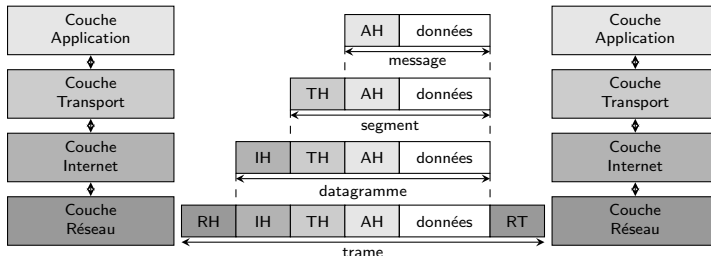 Couche
Application
AH données
Couche
Application
message
Couche
Transport
TH AH données
Couche
Transport
segment
Couche
Internet
IH TH AH données
Couche
Internet
datagramme
Couche
Réseau
RH IH TH AH données RT
Couche
Réseau
trame